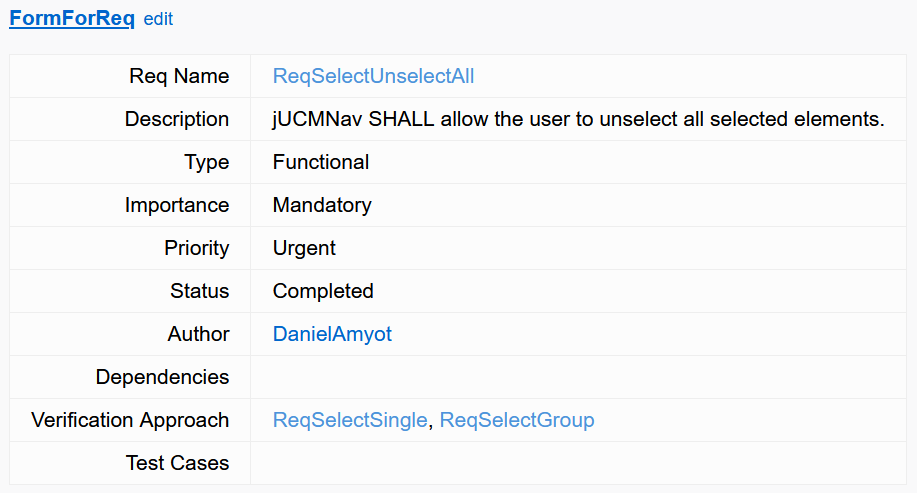 FormForReq edit
Req Name ReqSelectUnselectAll
Description jUCMNav SHALL allow the user to unselect all selected elements.
Type Functional
Importance Mandatory
Priority Urgent
Status Completed
Author DanielAmyot
Dependencies
Verification Approach ReqSelectSingle, ReqSelectGroup
Test Cases